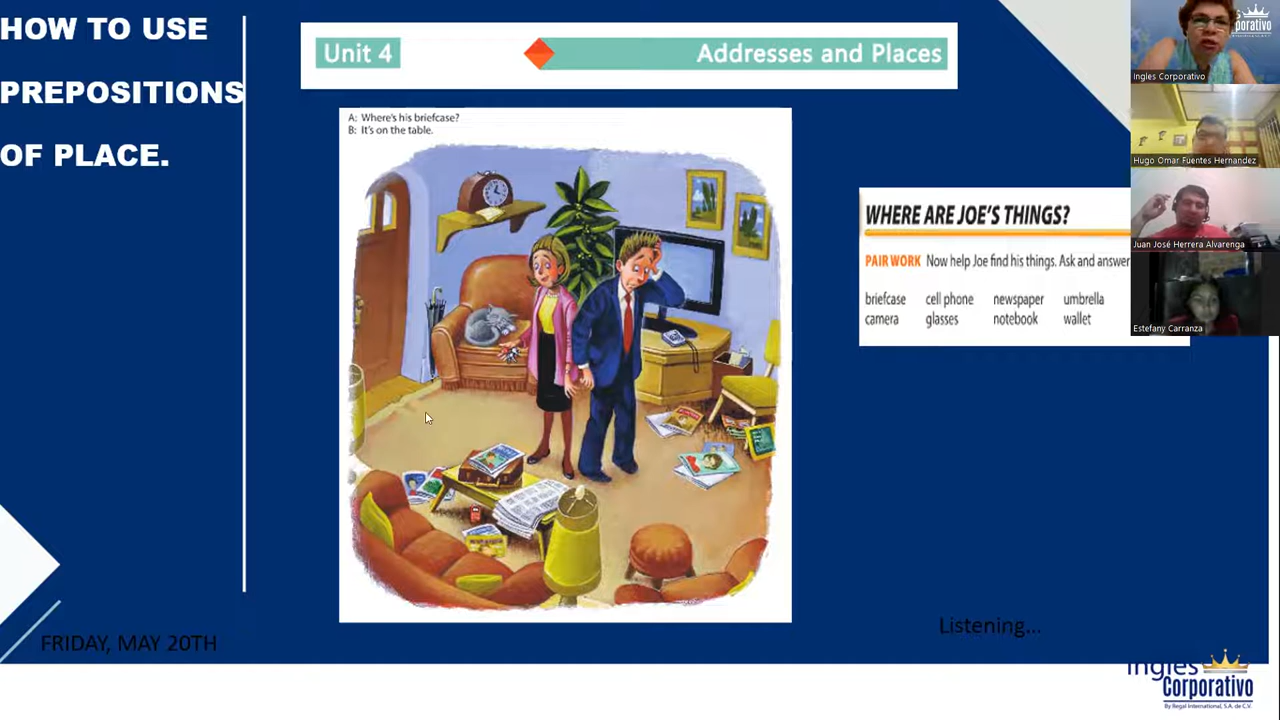 HOW TO USE
PREPOSITIONS
OF PLACE.
Unit 4
Addresses and Places
A: Where's his briefcase?
B: It's on the table.
WHERE ARE JOE'S THINGS?
PAIR WORK Now help Joe find his things. Ask and answer
briefcase cell phone newspaper umbrella
camera glasses notebook wallet
Ingles Corporativo
Hugo Omar Fuentes Hernandez
Juan José Herrera Alvarenga
Estefany Carranza
Listening...
FRIDAY, MAY 20TH
Ingles
Corporativo
By Regal International, S.A. de C.V.